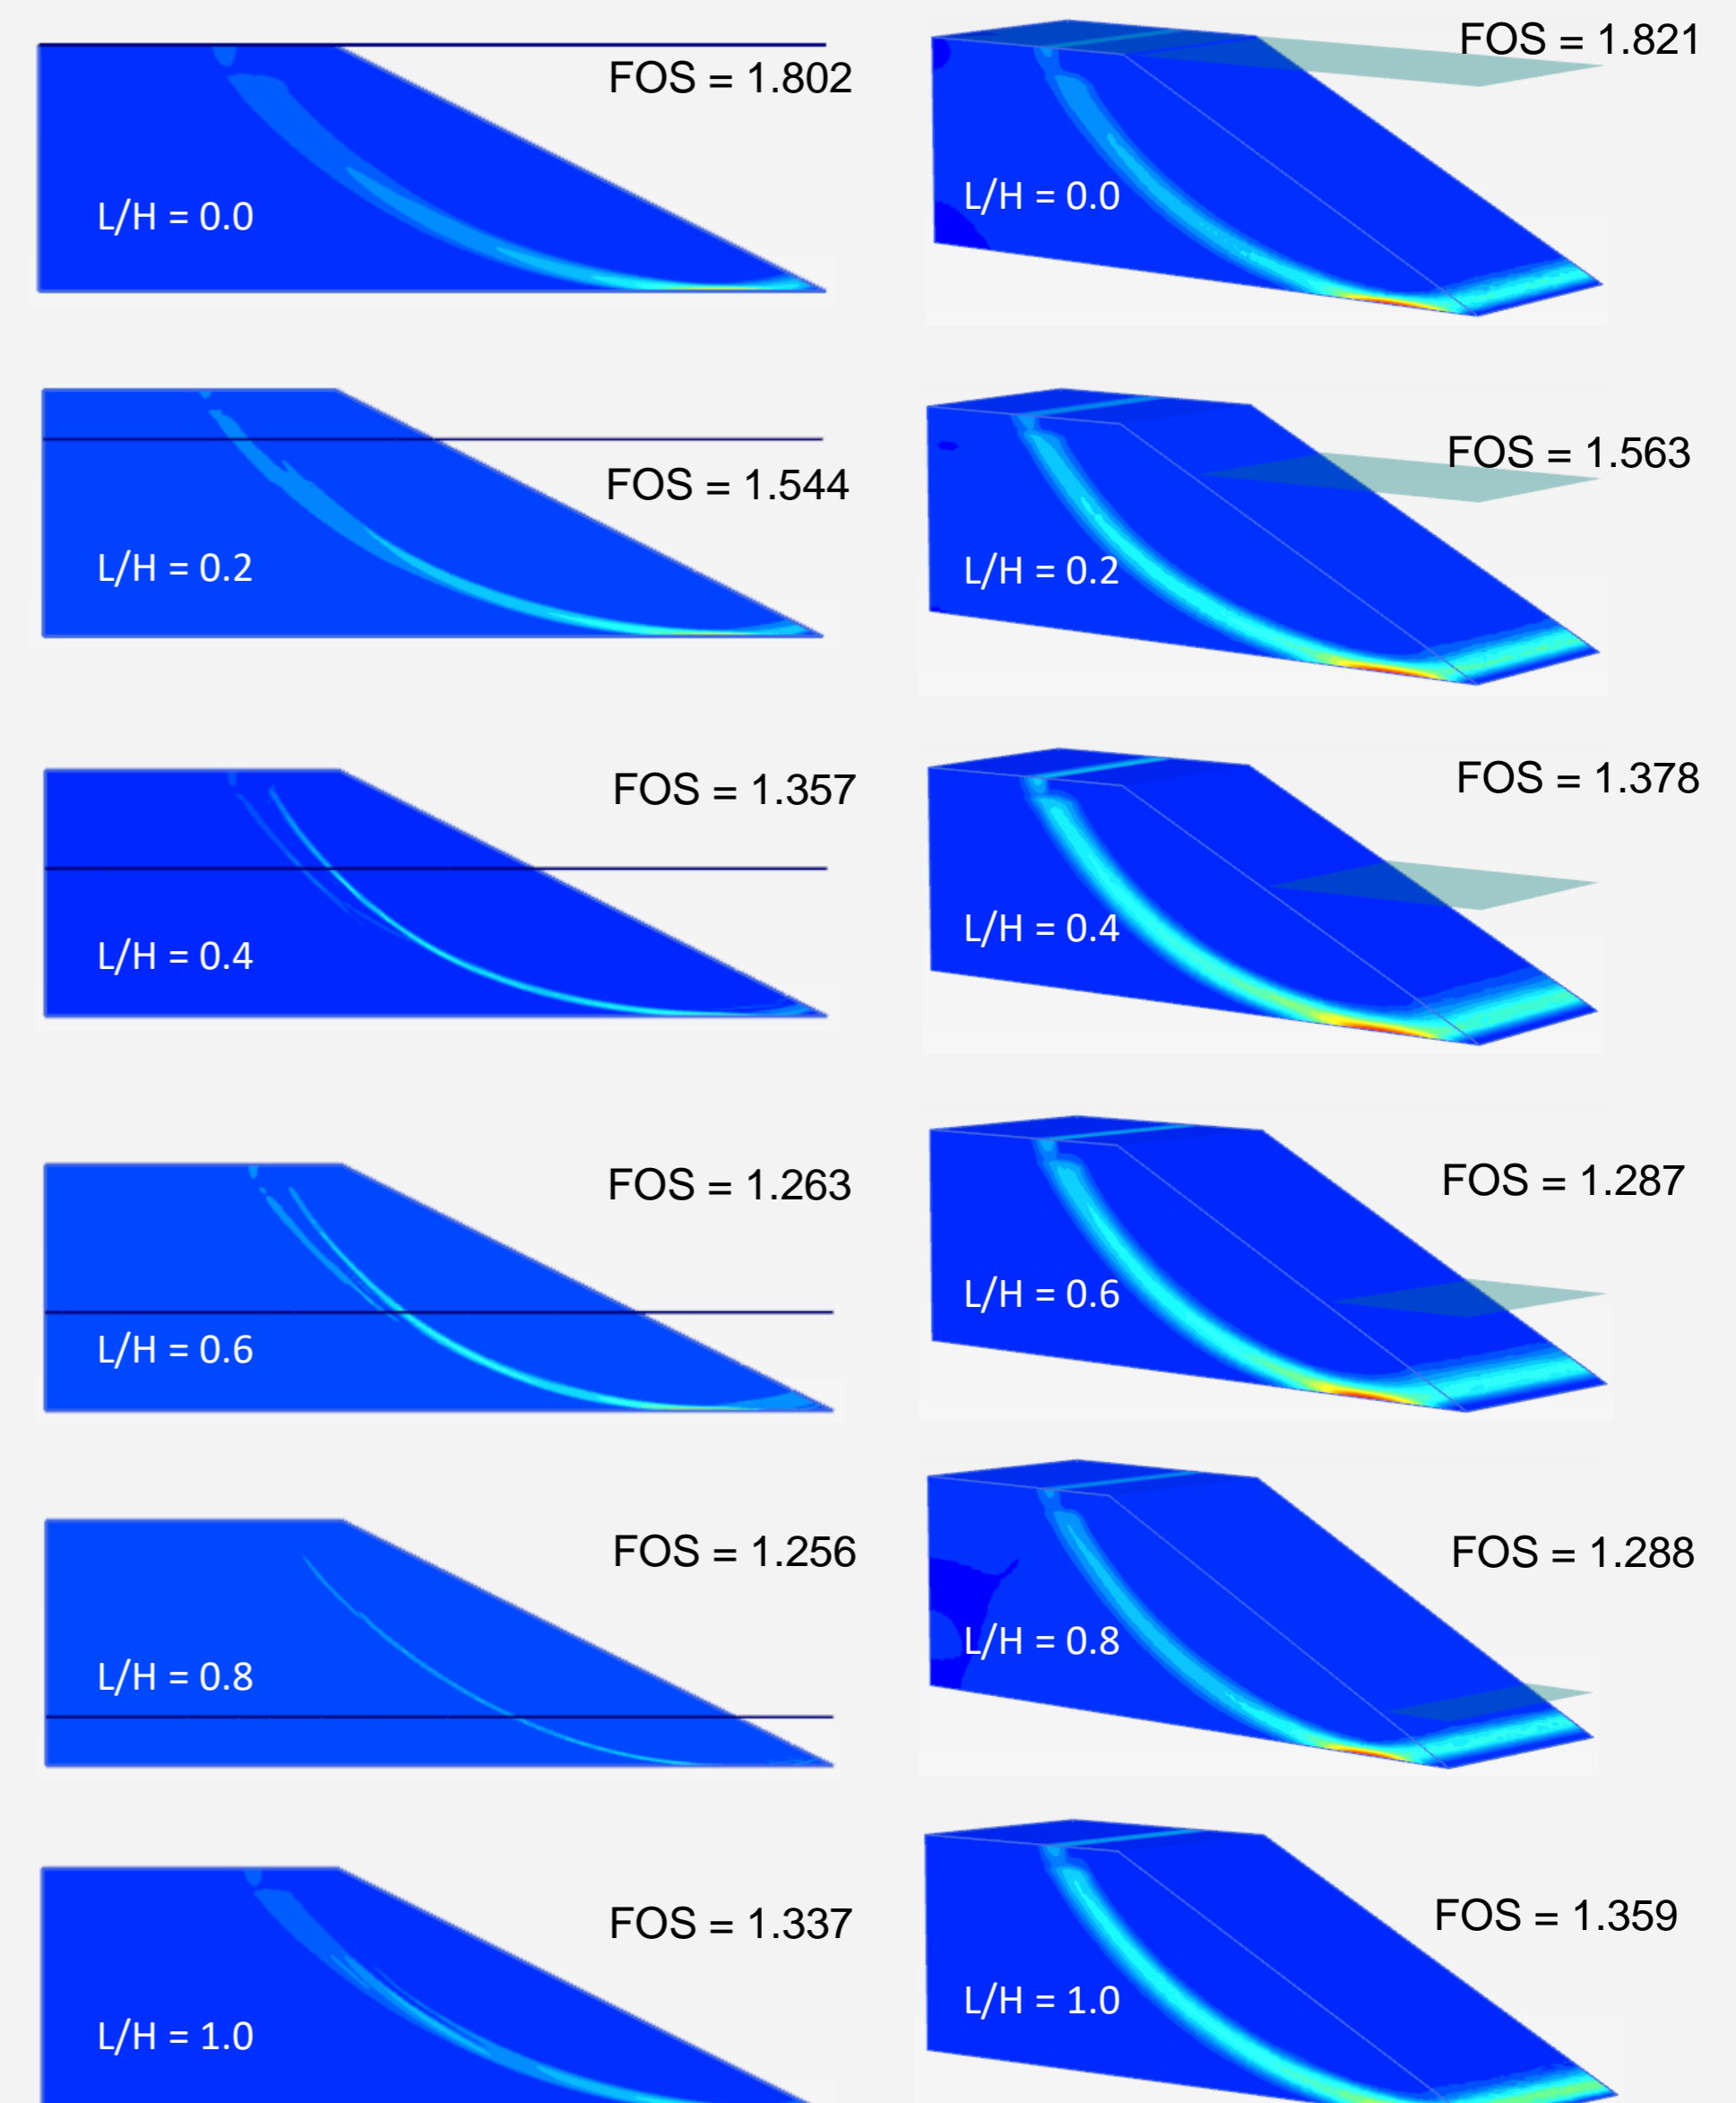 FOS = 1.802
L/H = 0.0
FOS = 1.821
L/H = 0.0
FOS = 1.544
L/H = 0.2
FOS = 1.563
L/H = 0.2
FOS = 1.357
L/H = 0.4
FOS = 1.378
L/H = 0.4
FOS = 1.263
L/H = 0.6
FOS = 1.287
L/H = 0.6
FOS = 1.256
L/H = 0.8
FOS = 1.288
L/H = 0.8
FOS = 1.337
L/H = 1.0
FOS = 1.359
L/H = 1.0